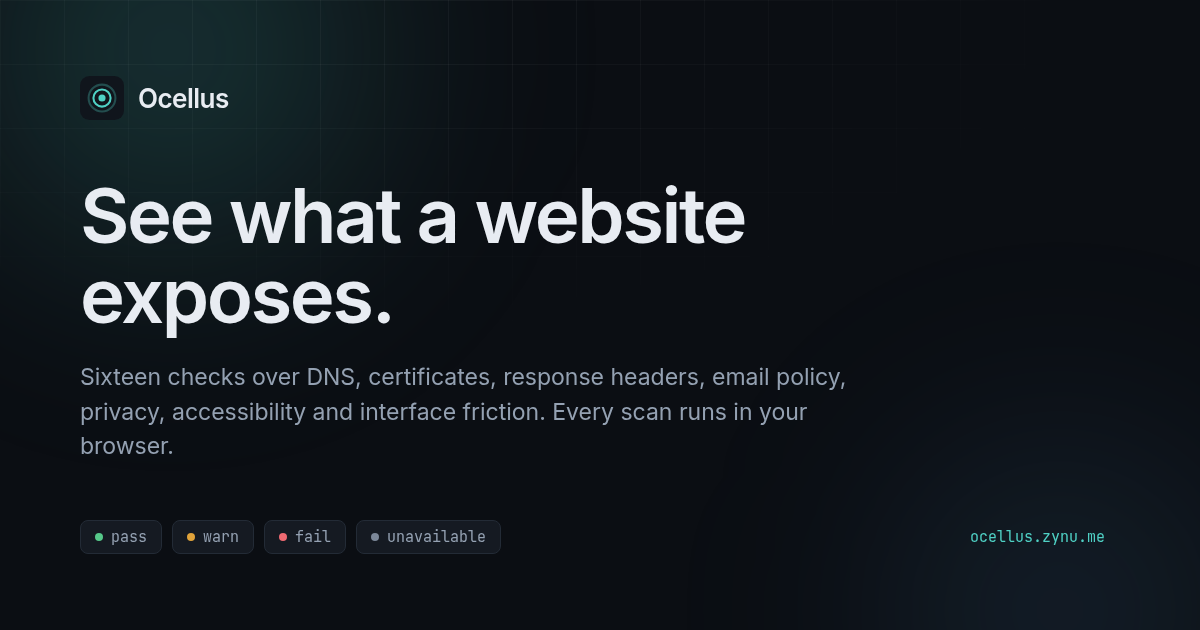 Ocellus
See what a website
exposes.
Sixteen checks over DNS, certificates, response headers, email policy,
privacy, accessibility and interface friction. Every scan runs in your
browser.
pass warn fail unavailable ocellus.zynu.me